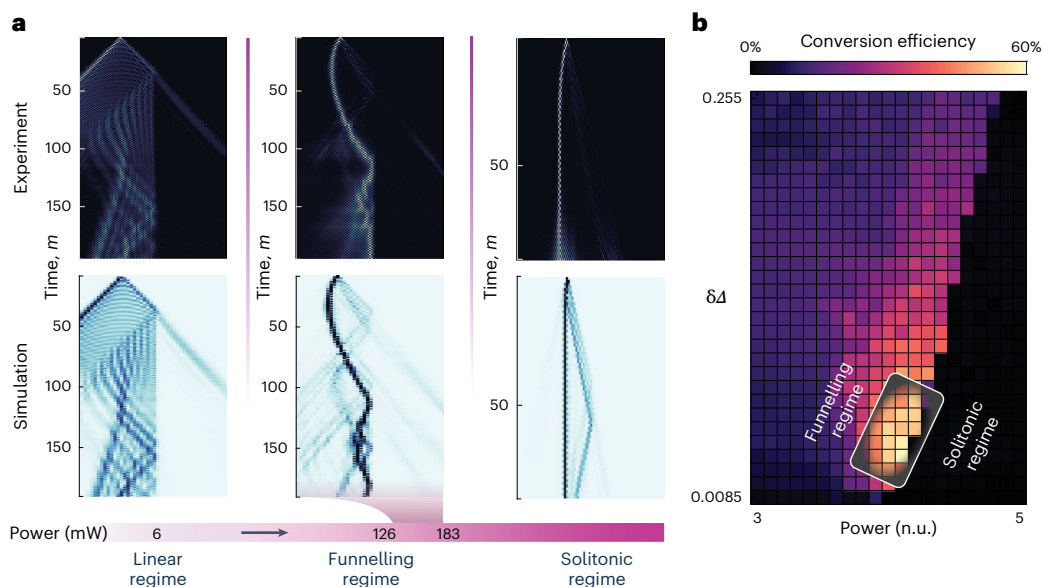 a
Experiment
Time, m
50
100
150
Time, m
50
100
150
Time, m
50
Simulation
50
100
150
50
100
150
50
Power (mW)
6
126
183
Linear
regime
Funnelling
regime
Solitonic
regime
b
Conversion efficiency
0%
60%
0.255
δΔ
0.0085
Funnelling
regime
Solitonic
regime
3
5
Power (n.u.)